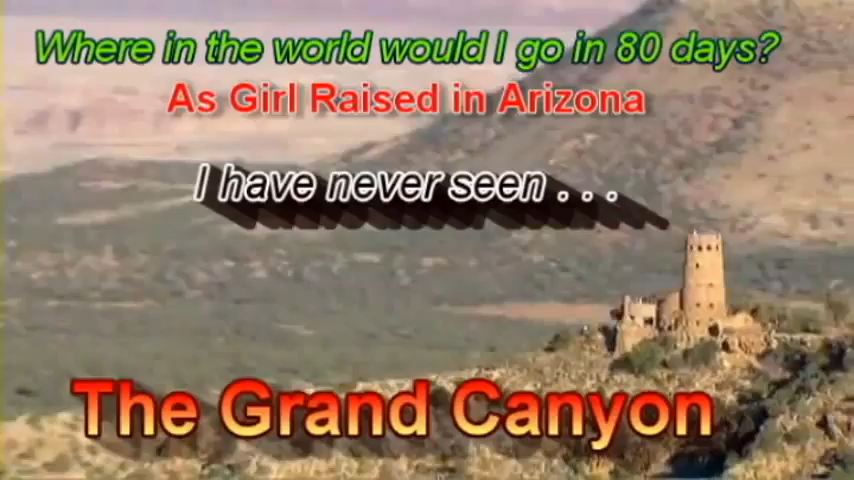 Where in the world would I go in 80 days?
As Girl Raised in Arizona
I have never seen . . .
The Grand Canyon